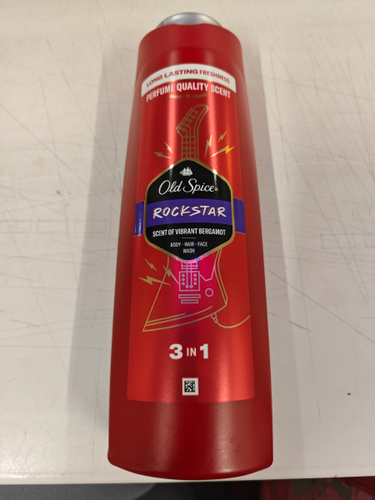 LONG LASTING FRESHNESS
PERFUME QUALITY SCENT
Old Spice
ROCKSTAR
SCENT OF VIBRANT BERGAMOT
BODY · HAIR · FACE
WASH
3 IN 1